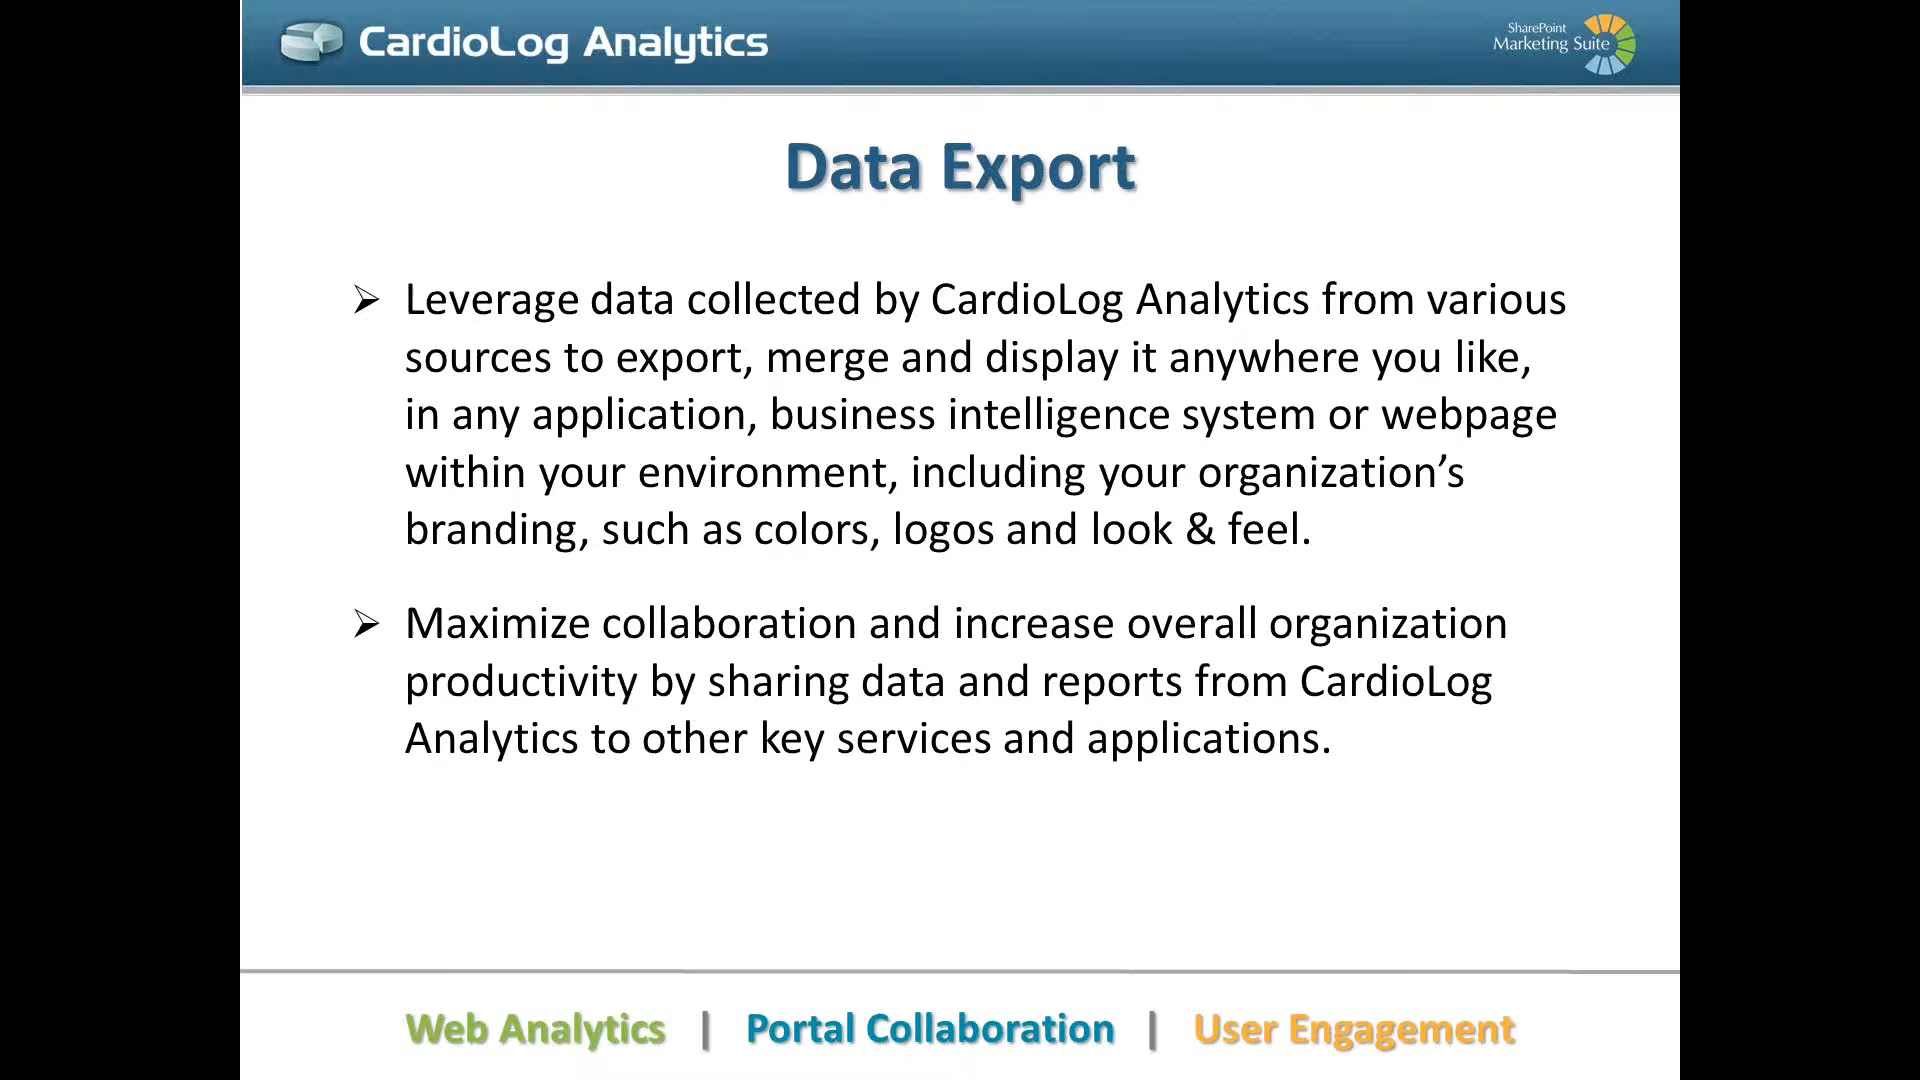 CardioLog Analytics
SharePoint
Marketing Suite
Data Export
➢ Leverage data collected by CardioLog Analytics from various
sources to export, merge and display it anywhere you like,
in any application, business intelligence system or webpage
within your environment, including your organization’s
branding, such as colors, logos and look & feel.
➢ Maximize collaboration and increase overall organization
productivity by sharing data and reports from CardioLog
Analytics to other key services and applications.
Web Analytics | Portal Collaboration | User Engagement